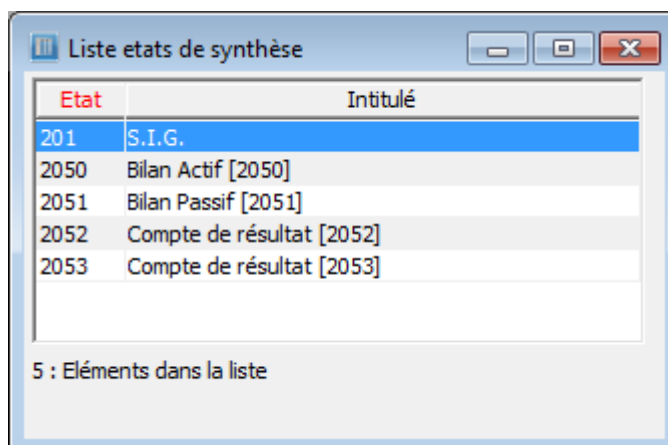 Liste etats de synthèse
Etat Intitulé
201 S.I.G.
2050 Bilan Actif [2050]
2051 Bilan Passif [2051]
2052 Compte de résultat [2052]
2053 Compte de résultat [2053]
5 : Eléments dans la liste